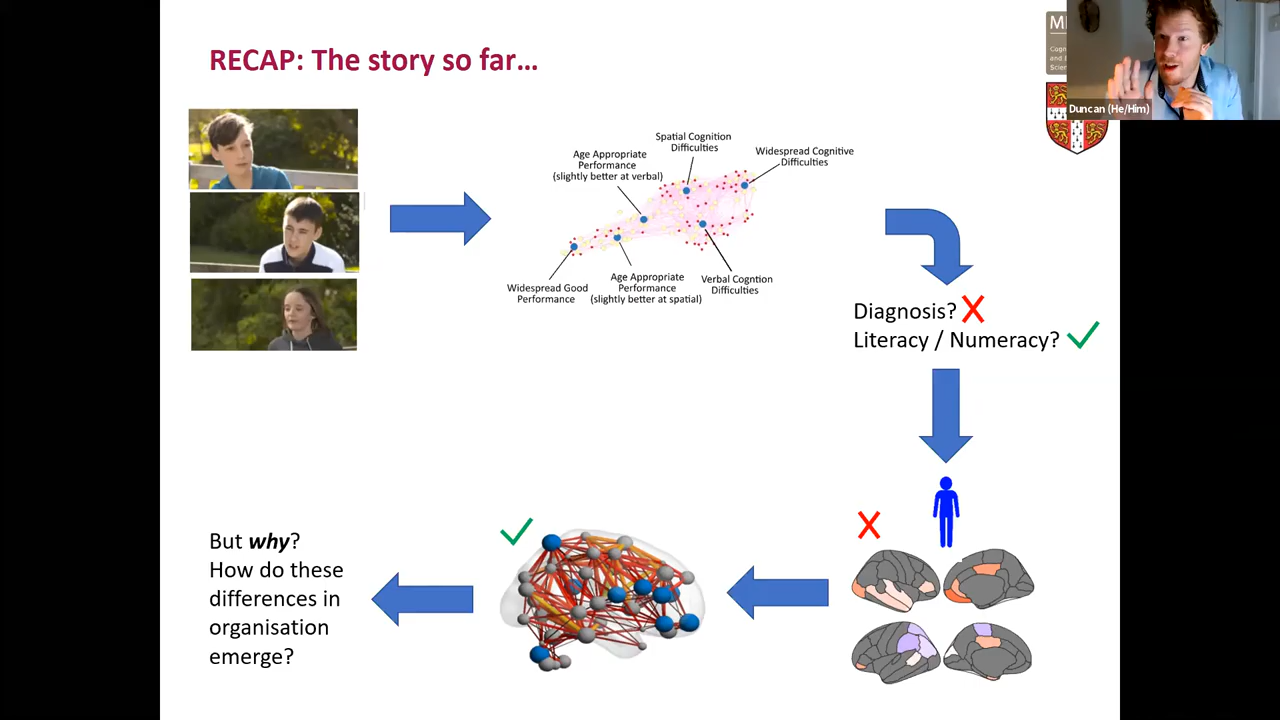 RECAP: The story so far…
Duncan (He/Him)
Spatial Cognition
Difficulties
Age Appropriate
Performance
(slightly better at verbal)
Widespread Cognitive
Difficulties
Widespread Good
Performance
Age Appropriate
Performance
(slightly better at spatial)
Verbal Cogntion
Difficulties
Diagnosis?
Literacy / Numeracy?
But why?
How do these
differences in
organisation
emerge?